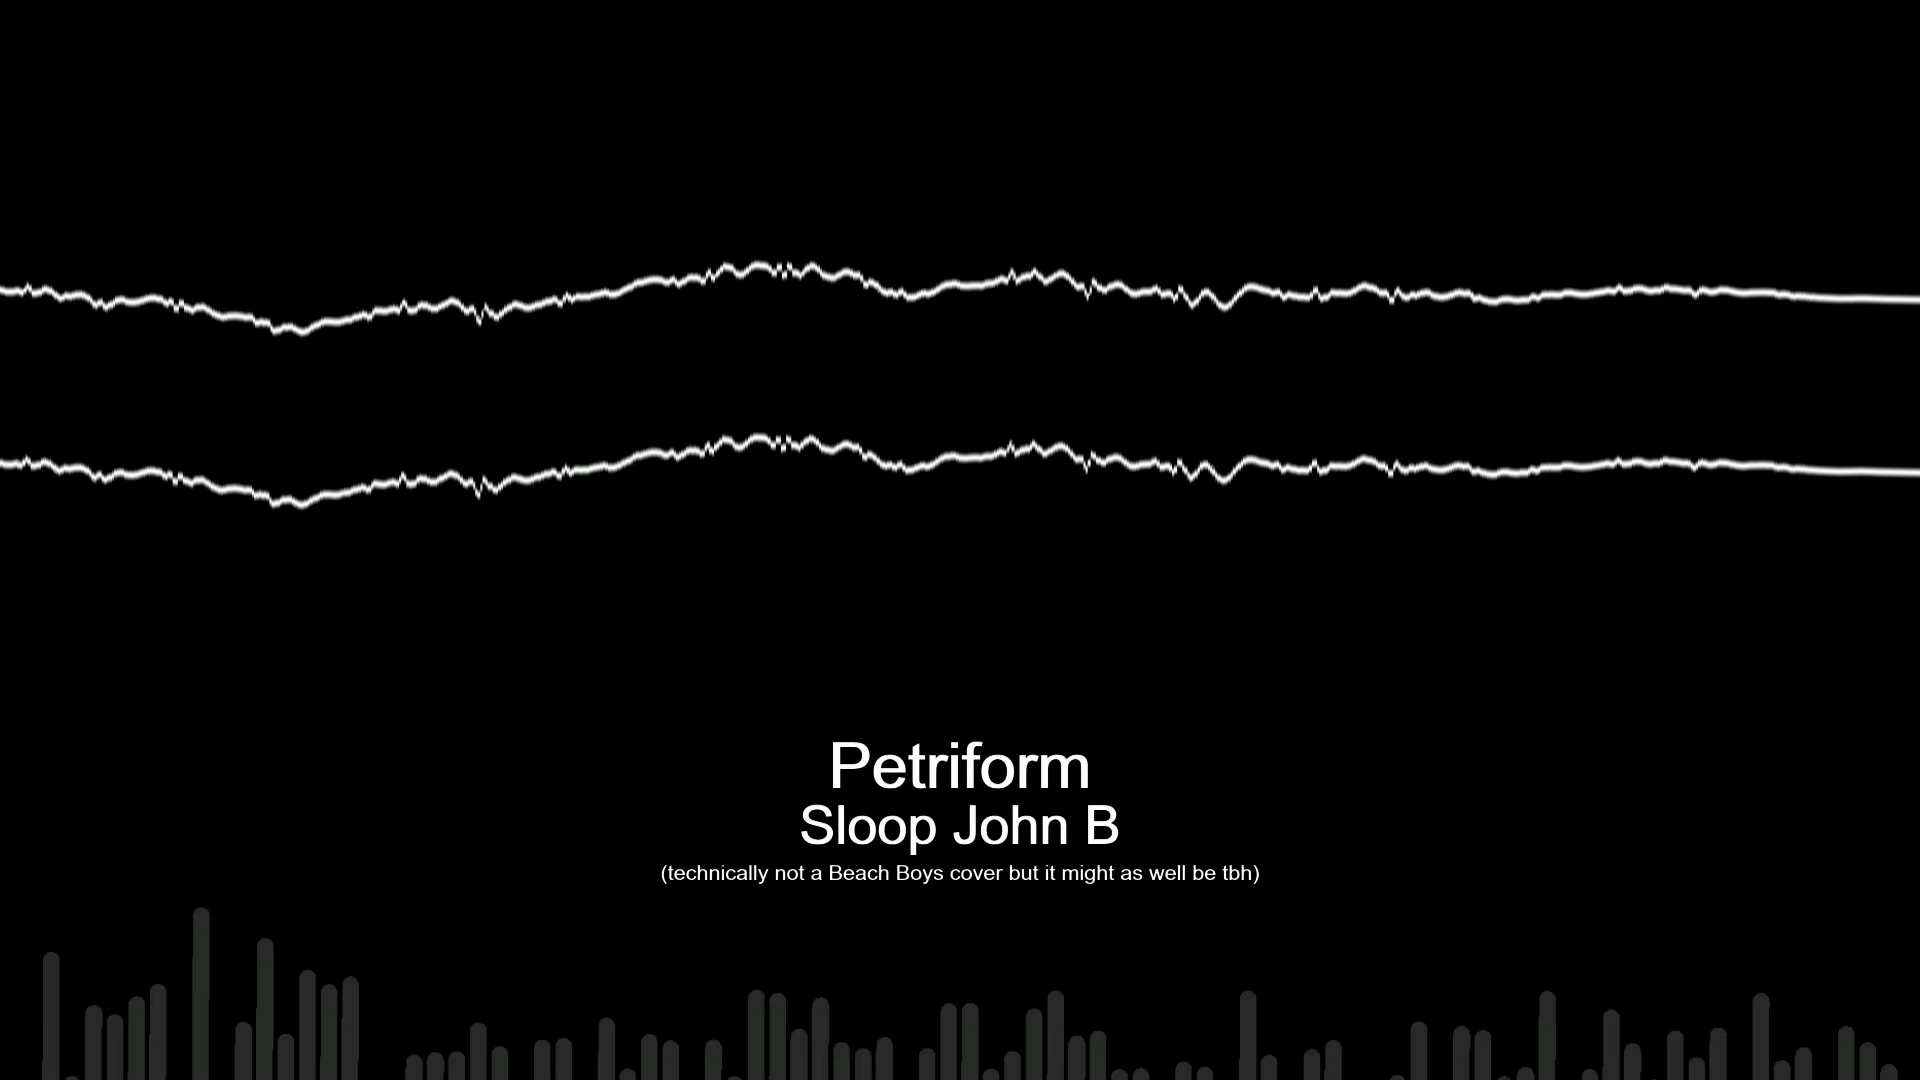 Petriform
Sloop John B
(technically not a Beach Boys cover but it might as well be tbh)